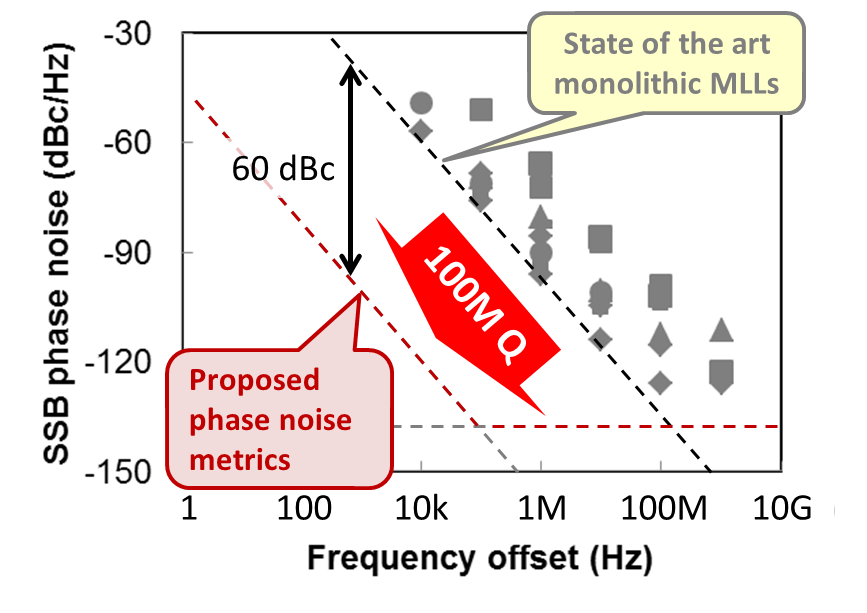 State of the art
monolithic MLLs
SSB phase noise (dBc/Hz)
-30
-60
-90
-120
-150
60 dBc
100M Q
Proposed
phase noise
metrics
1 100 10k 1M 100M 10G
Frequency offset (Hz)